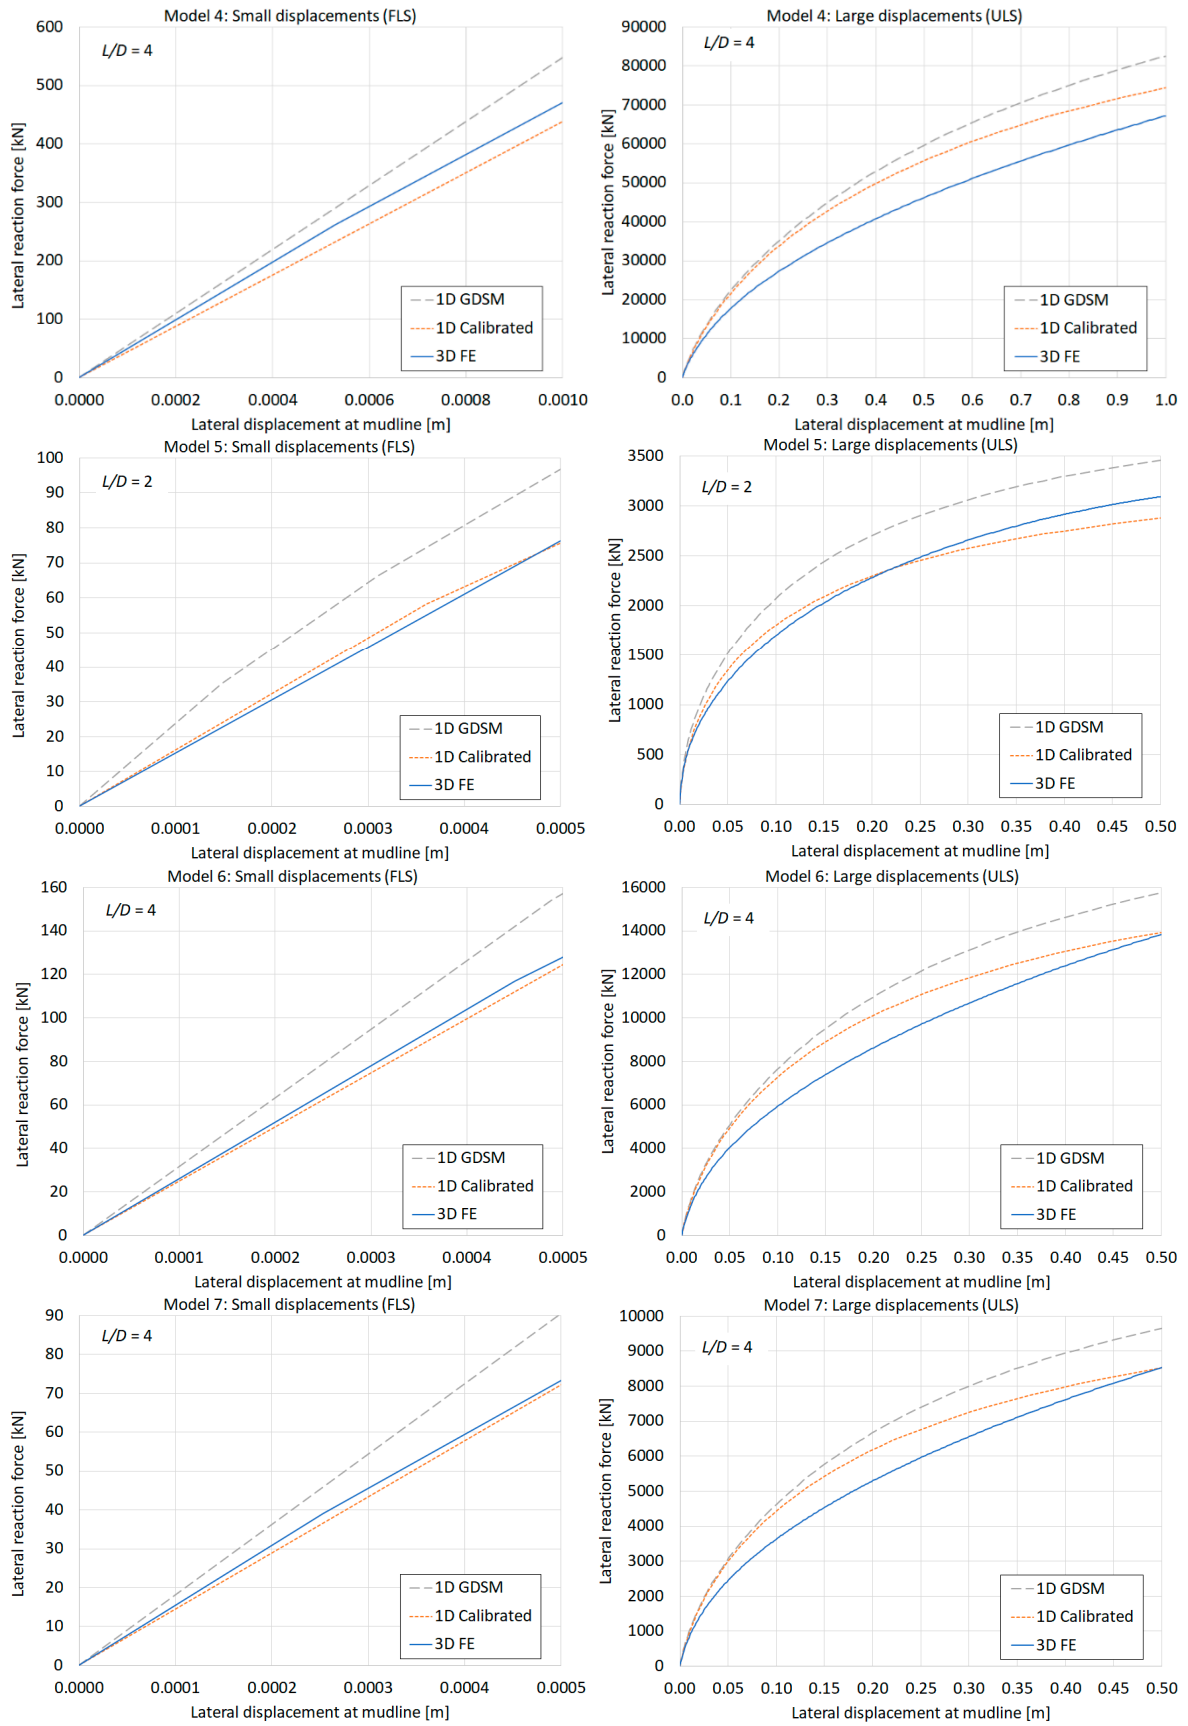 Model 4: Small displacements (FLS)
L/D = 4
Lateral reaction force [kN]
600
500
400
300
200
100
0
1D GDSM
1D Calibrated
3D FE
0.0000 0.0002 0.0004 0.0006 0.0008 0.0010
Lateral displacement at mudline [m]
Model 4: Large displacements (ULS)
L/D = 4
Lateral reaction force [kN]
90000
80000
70000
60000
50000
40000
30000
20000
10000
0
1D GDSM
1D Calibrated
3D FE
0.0 0.1 0.2 0.3 0.4 0.5 0.6 0.7 0.8 0.9 1.0
Lateral displacement at mudline [m]
Model 5: Small displacements (FLS)
L/D = 2
Lateral reaction force [kN]
100
90
80
70
60
50
40
30
20
10
0
1D GDSM
1D Calibrated
3D FE
0.0000 0.0001 0.0002 0.0003 0.0004 0.0005
Lateral displacement at mudline [m]
Model 5: Large displacements (ULS)
L/D = 2
Lateral reaction force [kN]
3500
3000
2500
2000
1500
1000
500
0
1D GDSM
1D Calibrated
3D FE
0.00 0.05 0.10 0.15 0.20 0.25 0.30 0.35 0.40 0.45 0.50
Lateral displacement at mudline [m]
Model 6: Small displacements (FLS)
L/D = 4
Lateral reaction force [kN]
160
140
120
100
80
60
40
20
0
1D GDSM
1D Calibrated
3D FE
0.0000 0.0001 0.0002 0.0003 0.0004 0.0005
Lateral displacement at mudline [m]
Model 6: Large displacements (ULS)
L/D = 4
Lateral reaction force [kN]
16000
14000
12000
10000
8000
6000
4000
2000
0
1D GDSM
1D Calibrated
3D FE
0.00 0.05 0.10 0.15 0.20 0.25 0.30 0.35 0.40 0.45 0.50
Lateral displacement at mudline [m]
Model 7: Small displacements (FLS)
L/D = 4
Lateral reaction force [kN]
90
80
70
60
50
40
30
20
10
0
1D GDSM
1D Calibrated
3D FE
0.0000 0.0001 0.0002 0.0003 0.0004 0.0005
Lateral displacement at mudline [m]
Model 7: Large displacements (ULS)
L/D = 4
Lateral reaction force [kN]
10000
9000
8000
7000
6000
5000
4000
3000
2000
1000
0
1D GDSM
1D Calibrated
3D FE
0.00 0.05 0.10 0.15 0.20 0.25 0.30 0.35 0.40 0.45 0.50
Lateral displacement at mudline [m]